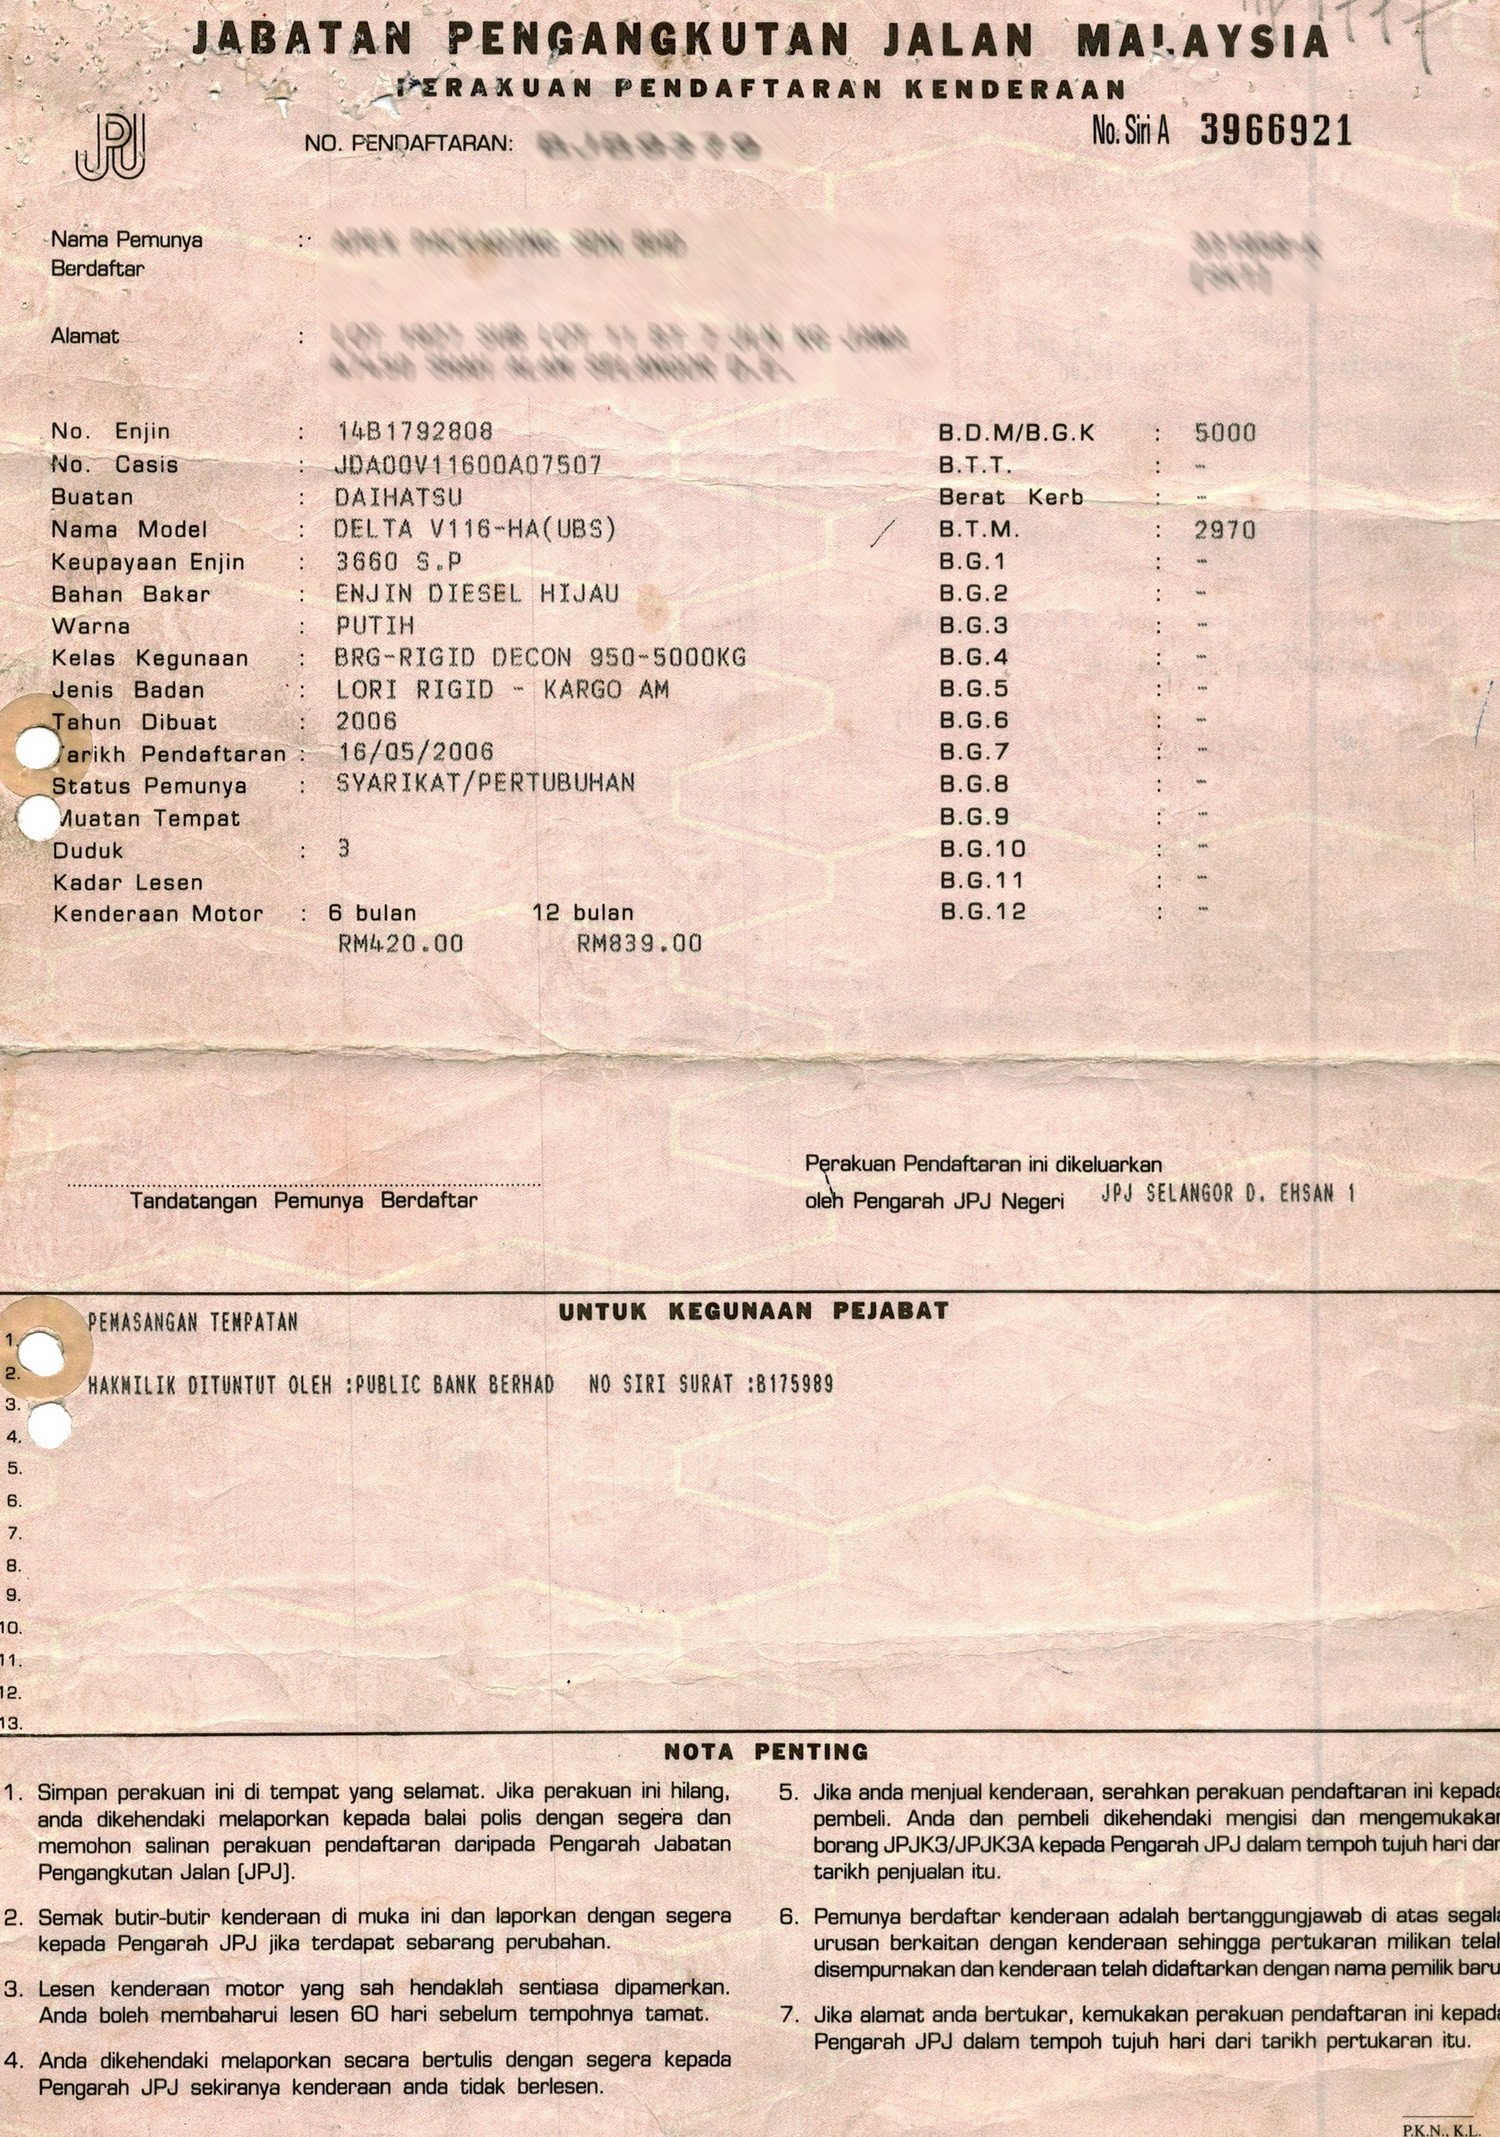 JABATAN PENGANGKUTAN JALAN MALAYSIA
PERAKUAN PENDAFTARAN KENDERAAN
JPJ
NO. PENDAFTARAN:
No. Siri A 3966921
Nama Pemunya :
Berdaftar
Alamat :
No. Enjin : 14B1792808 B.D.M/B.G.K : 5000
No. Casis : JDA00V11600A07507 B.T.T. : -
Buatan : DAIHATSU Berat Kerb : -
Nama Model : DELTA V116-HA(UBS) / B.T.M. : 2970
Keupayaan Enjin : 3660 S.P B.G.1 : -
Bahan Bakar : ENJIN DIESEL HIJAU B.G.2 : -
Warna : PUTIH B.G.3 : -
Kelas Kegunaan : BRG-RIGID DECON 950-5000KG B.G.4 : -
Jenis Badan : LORI RIGID - KARGO AM B.G.5 : -
Tahun Dibuat : 2006 B.G.6 : -
Tarikh Pendaftaran : 16/05/2006 B.G.7 : -
Status Pemunya : SYARIKAT/PERTUBUHAN B.G.8 : -
Muatan Tempat B.G.9 : -
Duduk : 3 B.G.10 : -
Kadar Lesen B.G.11 : -
Kenderaan Motor : 6 bulan 12 bulan B.G.12 : -
RM420.00 RM839.00
Perakuan Pendaftaran ini dikeluarkan
Tandatangan Pemunya Berdaftar oleh Pengarah JPJ Negeri JPJ SELANGOR D. EHSAN 1
UNTUK KEGUNAAN PEJABAT
PEMASANGAN TEMPATAN
1.
2. HAKMILIK DITUNTUT OLEH :PUBLIC BANK BERHAD NO SIRI SURAT :B175989
3.
4.
5.
6.
7.
8.
9.
10.
11.
12.
13.
NOTA PENTING
1. Simpan perakuan ini di tempat yang selamat. Jika perakuan ini hilang,
anda dikehendaki melaporkan kepada balai polis dengan segera dan
memohon salinan perakuan pendaftaran daripada Pengarah Jabatan
Pengangkutan Jalan (JPJ).
2. Semak butir-butir kenderaan di muka ini dan laporkan dengan segera
kepada Pengarah JPJ jika terdapat sebarang perubahan.
3. Lesen kenderaan motor yang sah hendaklah sentiasa dipamerkan.
Anda boleh membaharui lesen 60 hari sebelum tempohnya tamat.
4. Anda dikehendaki melaporkan secara bertulis dengan segera kepada
Pengarah JPJ sekiranya kenderaan anda tidak berlesen.
5. Jika anda menjual kenderaan, serahkan perakuan pendaftaran ini kepada
pembeli. Anda dan pembeli dikehendaki mengisi dan mengemukakan
borang JPJK3/JPJK3A kepada Pengarah JPJ dalam tempoh tujuh hari dari
tarikh penjualan itu.
6. Pemunya berdaftar kenderaan adalah bertanggungjawab di atas segala
urusan berkaitan dengan kenderaan sehingga pertukaran milikan telah
disempurnakan dan kenderaan telah didaftarkan dengan nama pemilik baru.
7. Jika alamat anda bertukar, kemukakan perakuan pendaftaran ini kepada
Pengarah JPJ dalam tempoh tujuh hari dari tarikh pertukaran itu.
P.K.N., K.L.